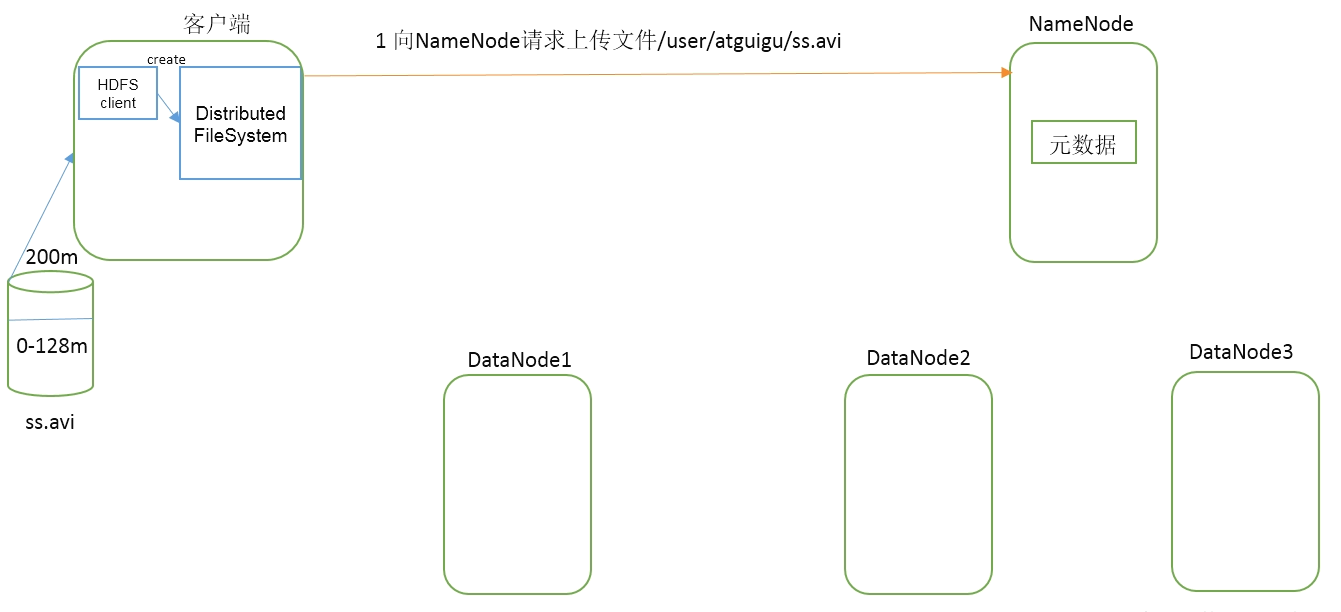 客户端
1 向NameNode请求上传文件/user/atguigu/ss.avi
NameNode
create
HDFS
client
Distributed
FileSystem
元数据
200m
0-128m
ss.avi
DataNode1
DataNode2
DataNode3